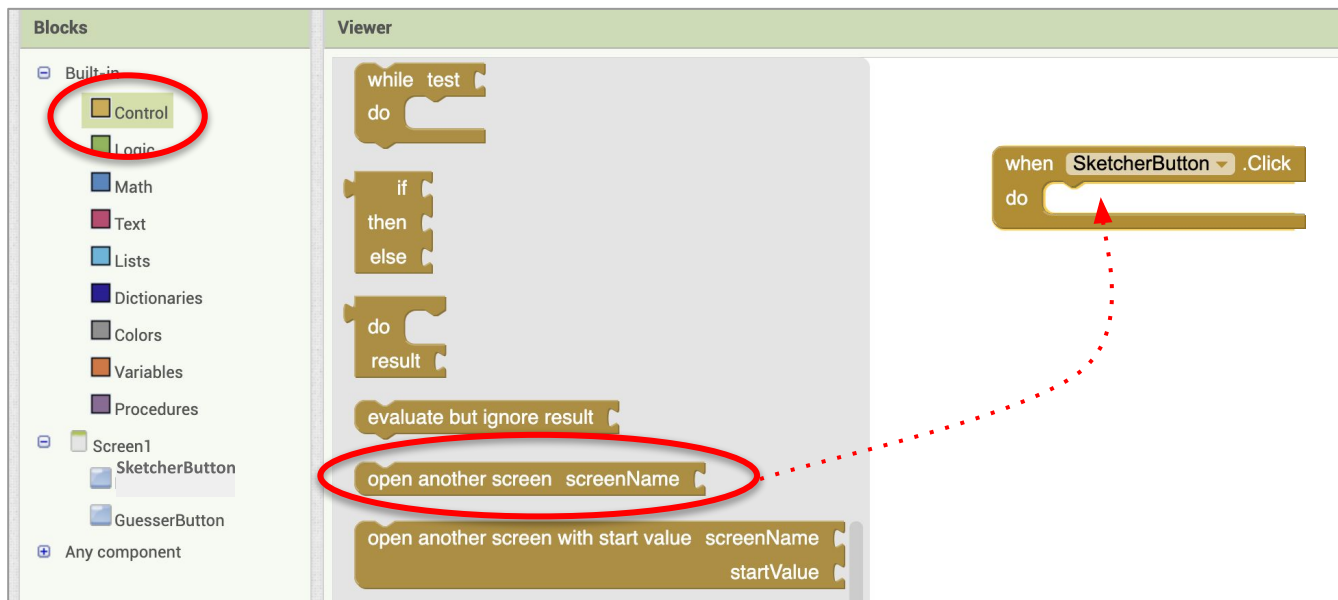 Blocks
Built-in
Control
Logic
Math
Text
Lists
Dictionaries
Colors
Variables
Procedures
Screen1
SketcherButton
GuesserButton
Any component
Viewer
while test
do
if
then
else
do
result
evaluate but ignore result
open another screen screenName
open another screen with start value screenName
startValue
when SketcherButton .Click
do